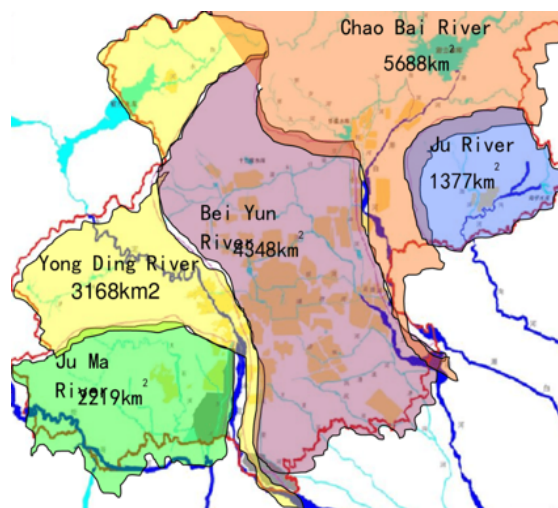 Chao Bai River
5688km²
Ju River
1377km²
Bei Yun
River
4348km²
Yong Ding River
3168km2
Ju Ma
River
2219km²